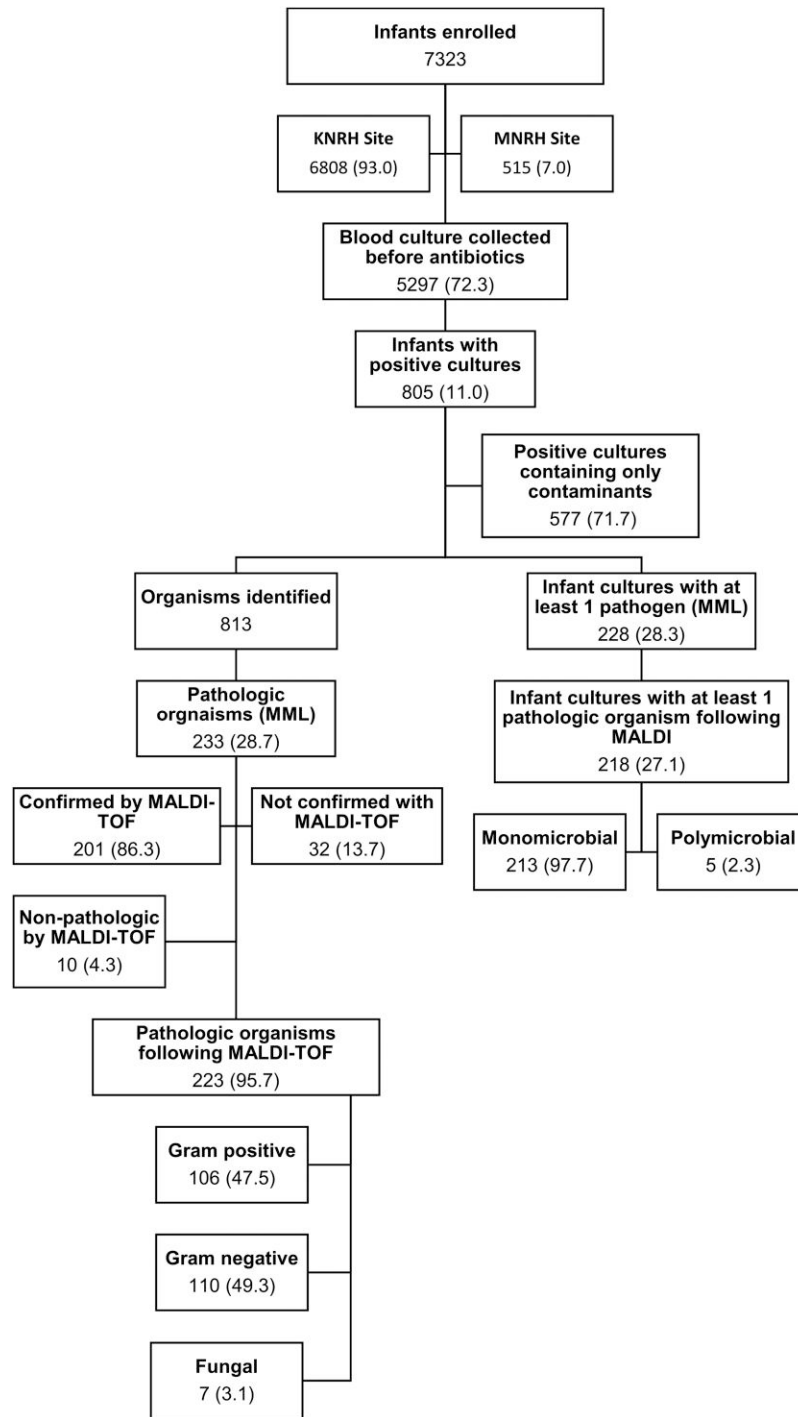 Infants enrolled
7323
KNRH Site
6808 (93.0)
MNRH Site
515 (7.0)
Blood culture collected
before antibiotics
5297 (72.3)
Infants with
positive cultures
805 (11.0)
Positive cultures
containing only
contaminants
577 (71.7)
Organisms identified
813
Infant cultures with at
least 1 pathogen (MML)
228 (28.3)
Pathologic
orgnaisms (MML)
233 (28.7)
Infant cultures with at least 1
pathologic organism following
MALDI
218 (27.1)
Confirmed by MALDI-
TOF
201 (86.3)
Not confirmed with
MALDI-TOF
32 (13.7)
Monomicrobial
213 (97.7)
Polymicrobial
5 (2.3)
Non-pathologic
by MALDI-TOF
10 (4.3)
Pathologic organisms
following MALDI-TOF
223 (95.7)
Gram positive
106 (47.5)
Gram negative
110 (49.3)
Fungal
7 (3.1)